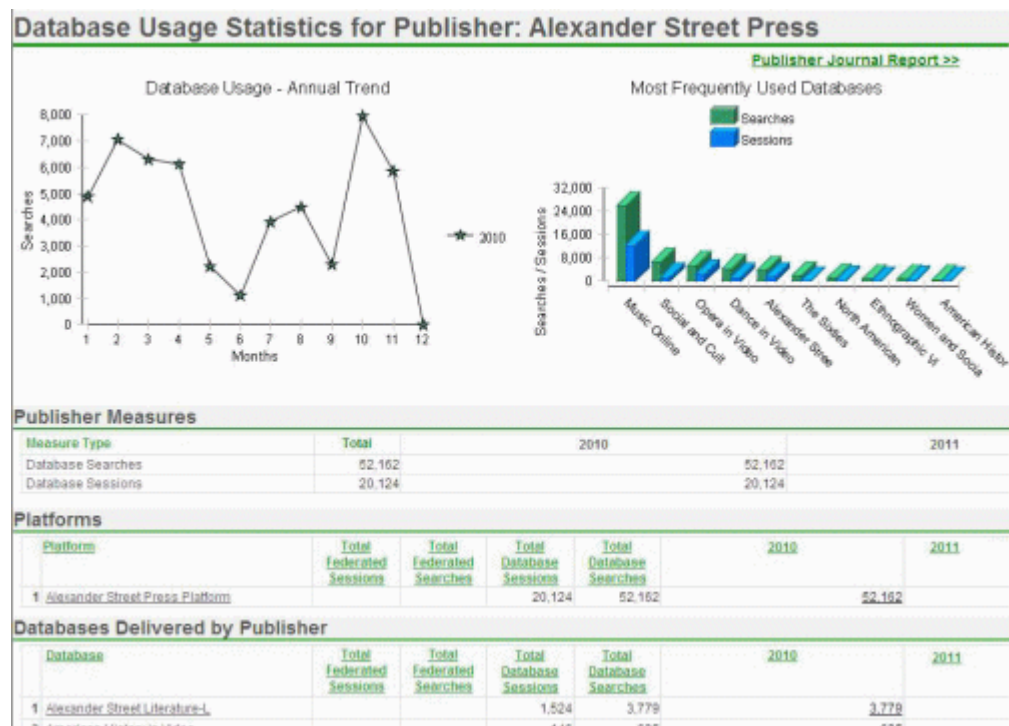 Database Usage Statistics for Publisher: Alexander Street Press
Publisher Journal Report >>
Database Usage - Annual Trend
8,000
7,000
6,000
5,000
4,000
3,000
2,000
1,000
0
Searches
1 2 3 4 5 6 7 8 9 10 11 12
Months
2010
Most Frequently Used Databases
Searches
Sessions
32,000
24,000
16,000
8,000
0
Searches / Sessions
Music Online
Social and Cult
Opera in Video
Dance in Video
Alexander Stree
The Sixties
North American
Ethnographic Vi
Women and Socia
American Histor
Publisher Measures
Measure Type Total 2010 2011
Database Searches 52,162 52,162
Database Sessions 20,124 20,124
Platforms
Platform Total Federated Sessions Total Federated Searches Total Database Sessions Total Database Searches 2010 2011
1 Alexander Street Press Platform 20,124 52,162 52,162
Databases Delivered by Publisher
Database Total Federated Sessions Total Federated Searches Total Database Sessions Total Database Searches 2010 2011
1 Alexander Street Literature-L 1,524 3,779 3,779